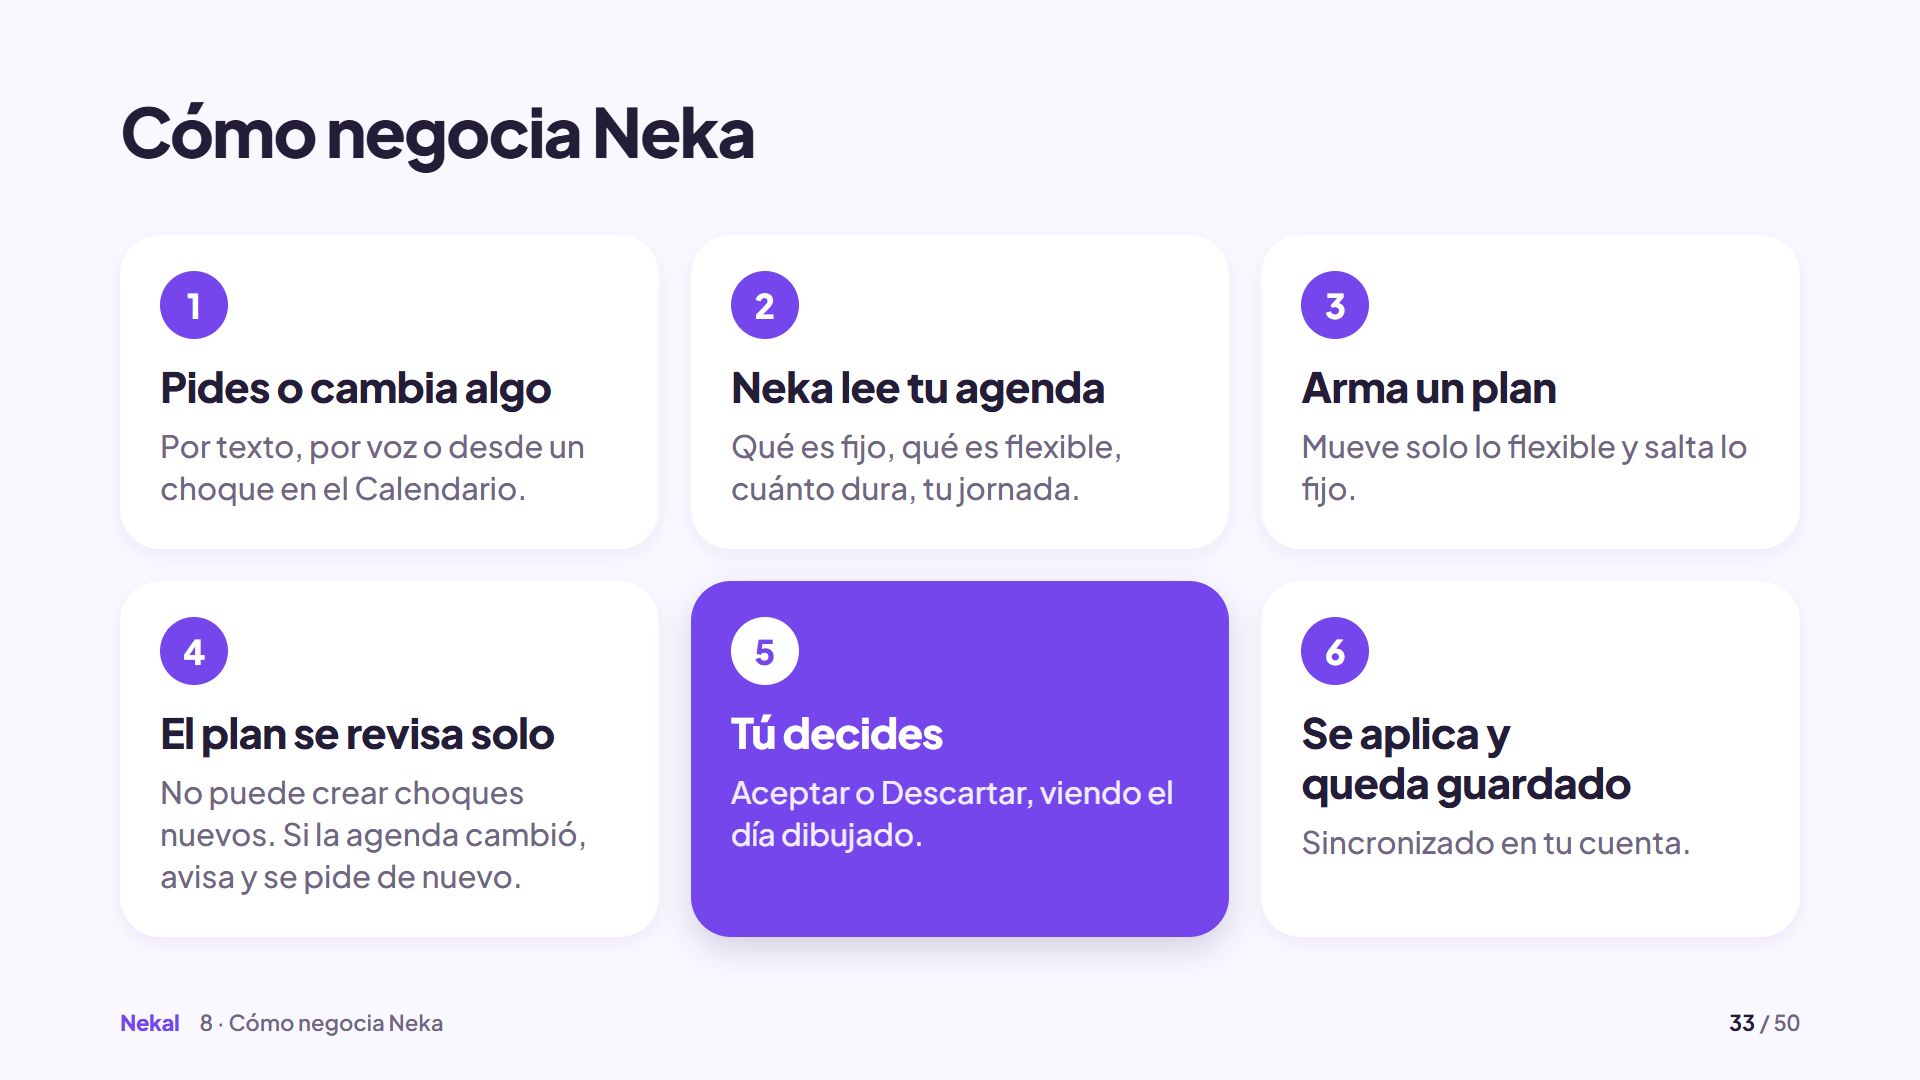 Cómo negocia Neka
1
Pides o cambia algo
Por texto, por voz o desde un
choque en el Calendario.
2
Neka lee tu agenda
Qué es fijo, qué es flexible,
cuánto dura, tu jornada.
3
Arma un plan
Mueve solo lo flexible y salta lo
fijo.
4
El plan se revisa solo
No puede crear choques
nuevos. Si la agenda cambió,
avisa y se pide de nuevo.
5
Tú decides
Aceptar o Descartar, viendo el
día dibujado.
6
Se aplica y
queda guardado
Sincronizado en tu cuenta.
Nekal 8 · Cómo negocia Neka
33 / 50